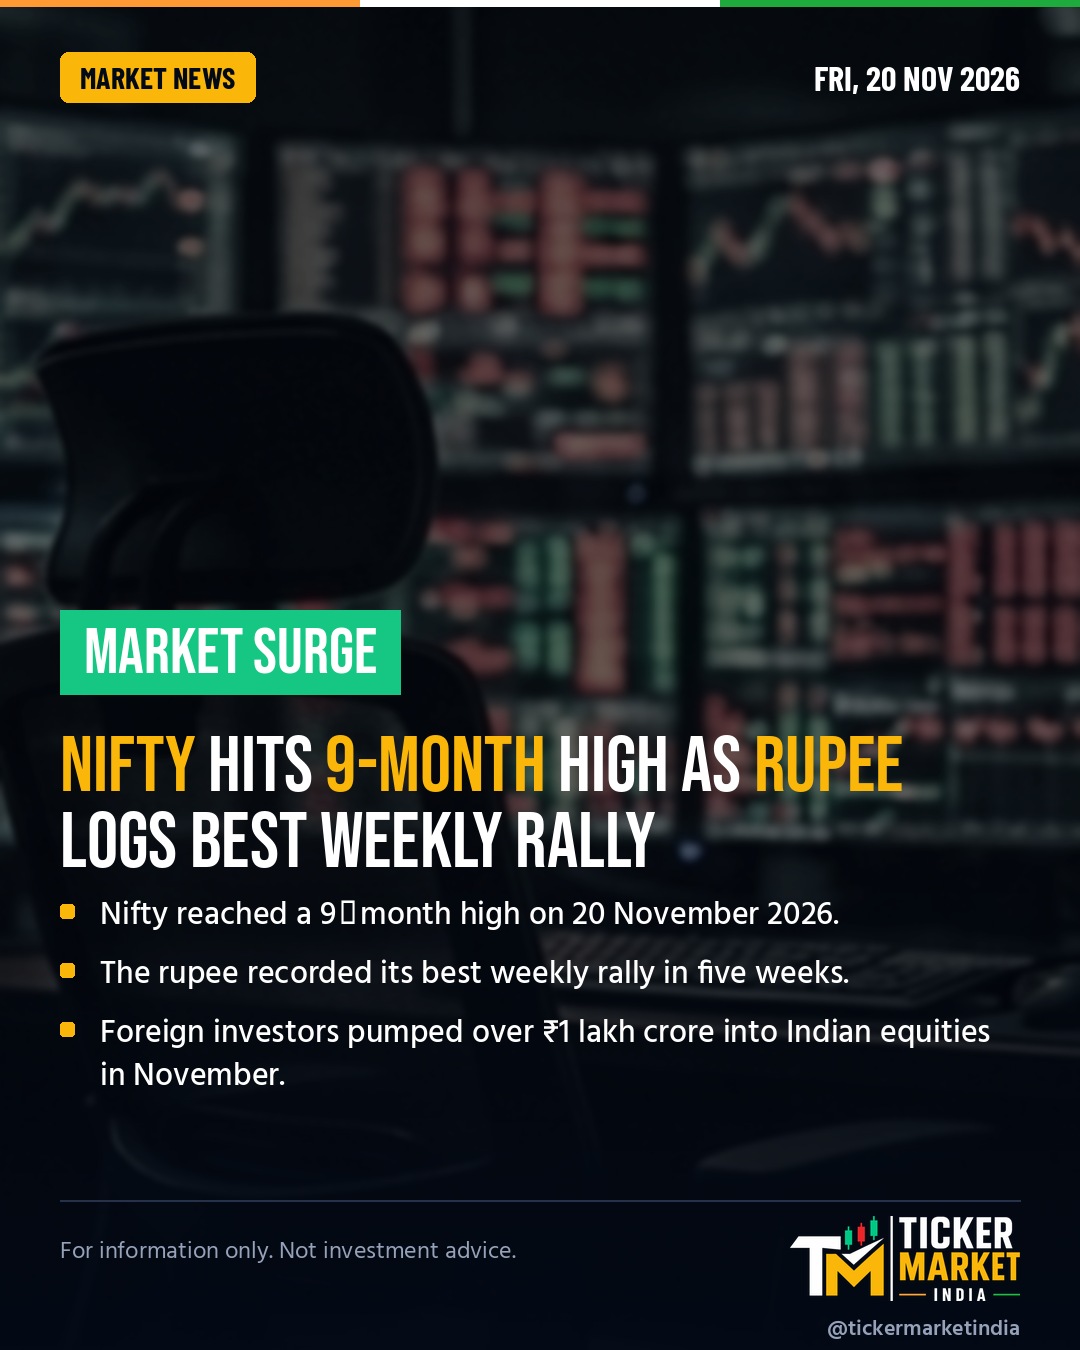 MARKET NEWS
FRI, 20 NOV 2026
MARKET SURGE
NIFTY HITS 9-MONTH HIGH AS RUPEE
LOGS BEST WEEKLY RALLY
Nifty reached a 9▯month high on 20 November 2026.
The rupee recorded its best weekly rally in five weeks.
Foreign investors pumped over ₹1 lakh crore into Indian equities
in November.
For information only. Not investment advice.
TM
TICKER
MARKET
INDIA
@tickermarketindia